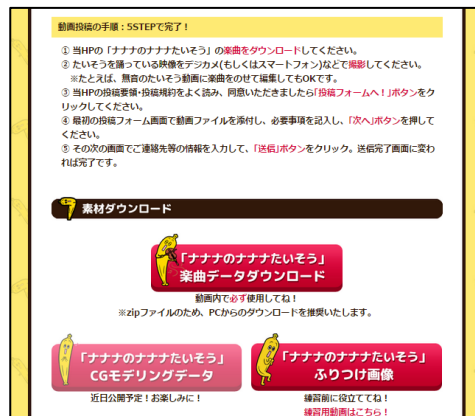 動画投稿の手順：5STEPで完了！
① 当HPの「ナナナのナナナたいそう」の楽曲をダウンロードしてください。
② たいそうを踊っている映像をデジカメ(もしくはスマートフォン)などで撮影してください。
※たとえば、無音のたいそう動画に楽曲をのせて編集してもOKです。
③ 当HPの投稿要領・投稿規約をよく読み、同意いただきましたら「投稿フォームへ！」ボタンをク
リックしてください。
④ 最初の投稿フォーム画面で動画ファイルを添付し、必要事項を記入し、「次へ」ボタンを押して
ください。
⑤ その次の画面でご連絡先等の情報を入力して、「送信」ボタンをクリック。送信完了画面に変わ
れば完了です。
素材ダウンロード
「ナナナのナナナたいそう」
楽曲データダウンロード
動画内で必ず使用してね！
※zipファイルのため、PCからのダウンロードを推奨いたします。
「ナナナのナナナたいそう」
CGモデリングデータ
近日公開予定！お楽しみに！
「ナナナのナナナたいそう」
ふりつけ画像
練習前に役立ててね！
練習用動画はこちら！